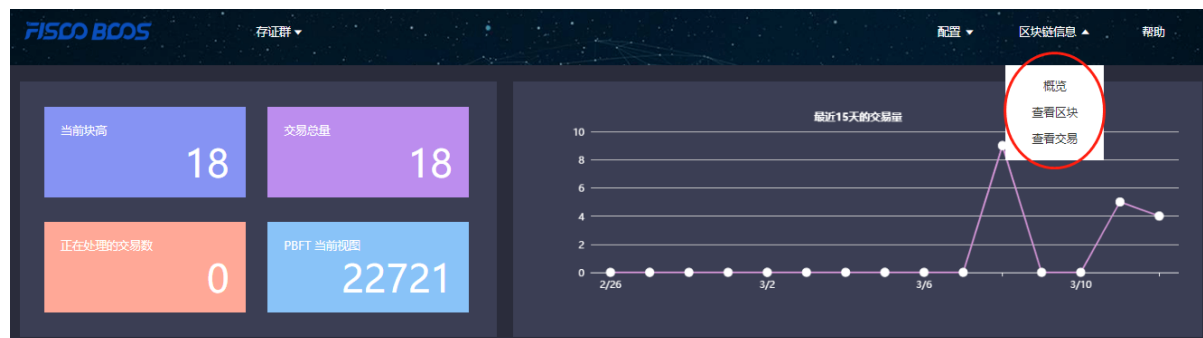 FISCO BCOS
存证群 ▾
配置 ▾
区块链信息 ▴
帮助
概览
查看区块
查看交易
当前块高
18
交易总量
18
正在处理的交易数
0
PBFT 当前视图
22721
最近15天的交易量
10
8
6
4
2
0
2/26
3/2
3/6
3/10